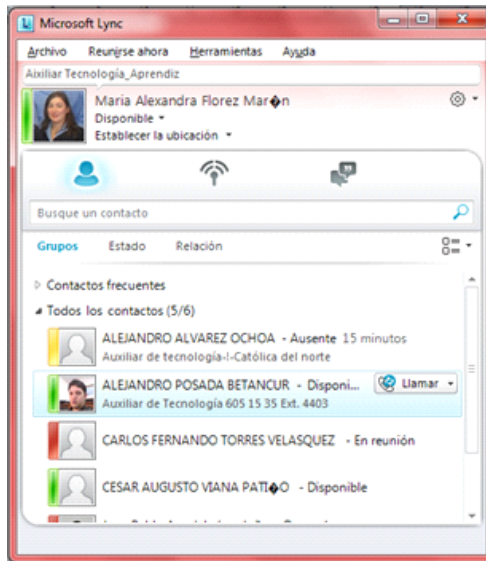 Microsoft Lync
Archivo Reunirse ahora Herramientas Ayuda
Aixiliar Tecnología_Aprendiz
Maria Alexandra Florez Mar�n
Disponible
Establecer la ubicación
Busque un contacto
Grupos Estado Relación
Contactos frecuentes
Todos los contactos (5/6)
ALEJANDRO ALVAREZ OCHOA - Ausente 15 minutos
Auxiliar de tecnología-!-Católica del norte
ALEJANDRO POSADA BETANCUR - Disponi... Llamar
Auxiliar de Tecnología 605 15 35 Ext. 4403
CARLOS FERNANDO TORRES VELASQUEZ - En reunión
CESAR AUGUSTO VIANA PATI�O - Disponible